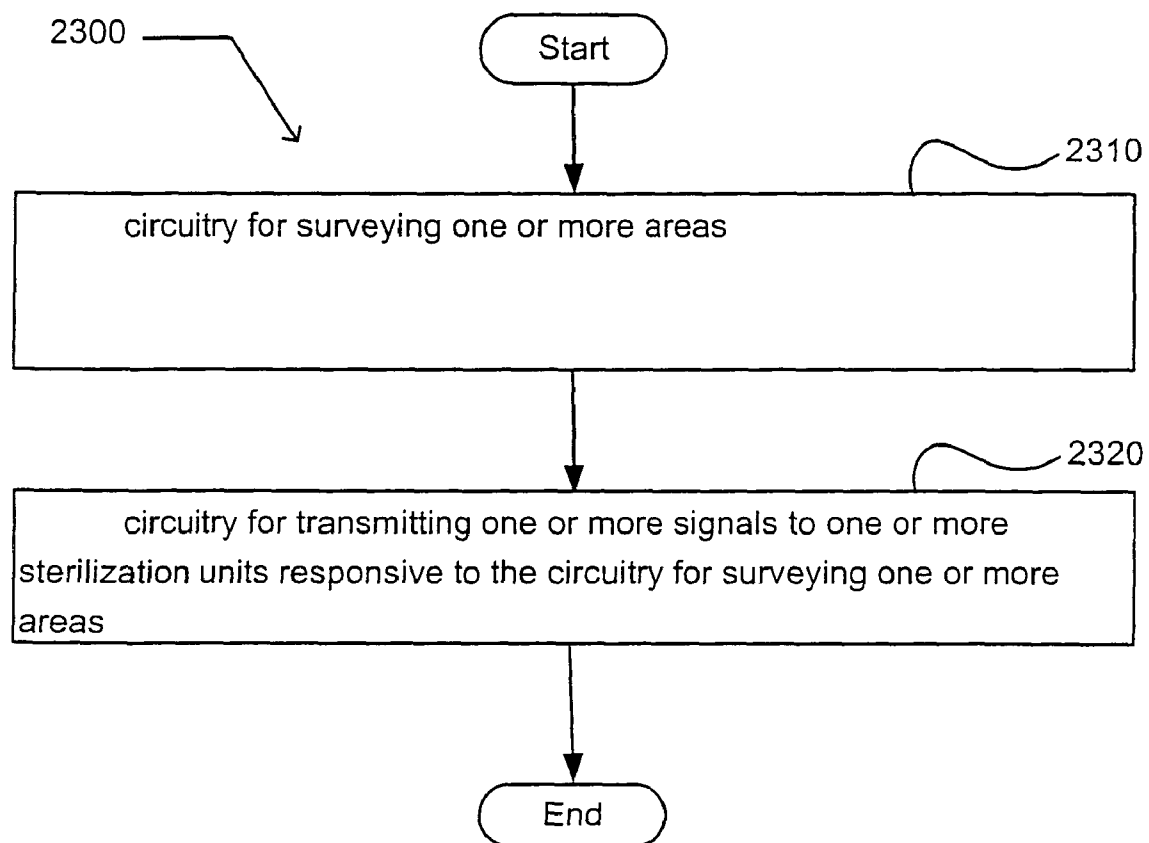 2300
Start
2310
circuitry for surveying one or more areas
2320
circuitry for transmitting one or more signals to one or more
sterilization units responsive to the circuitry for surveying one or more
areas
End